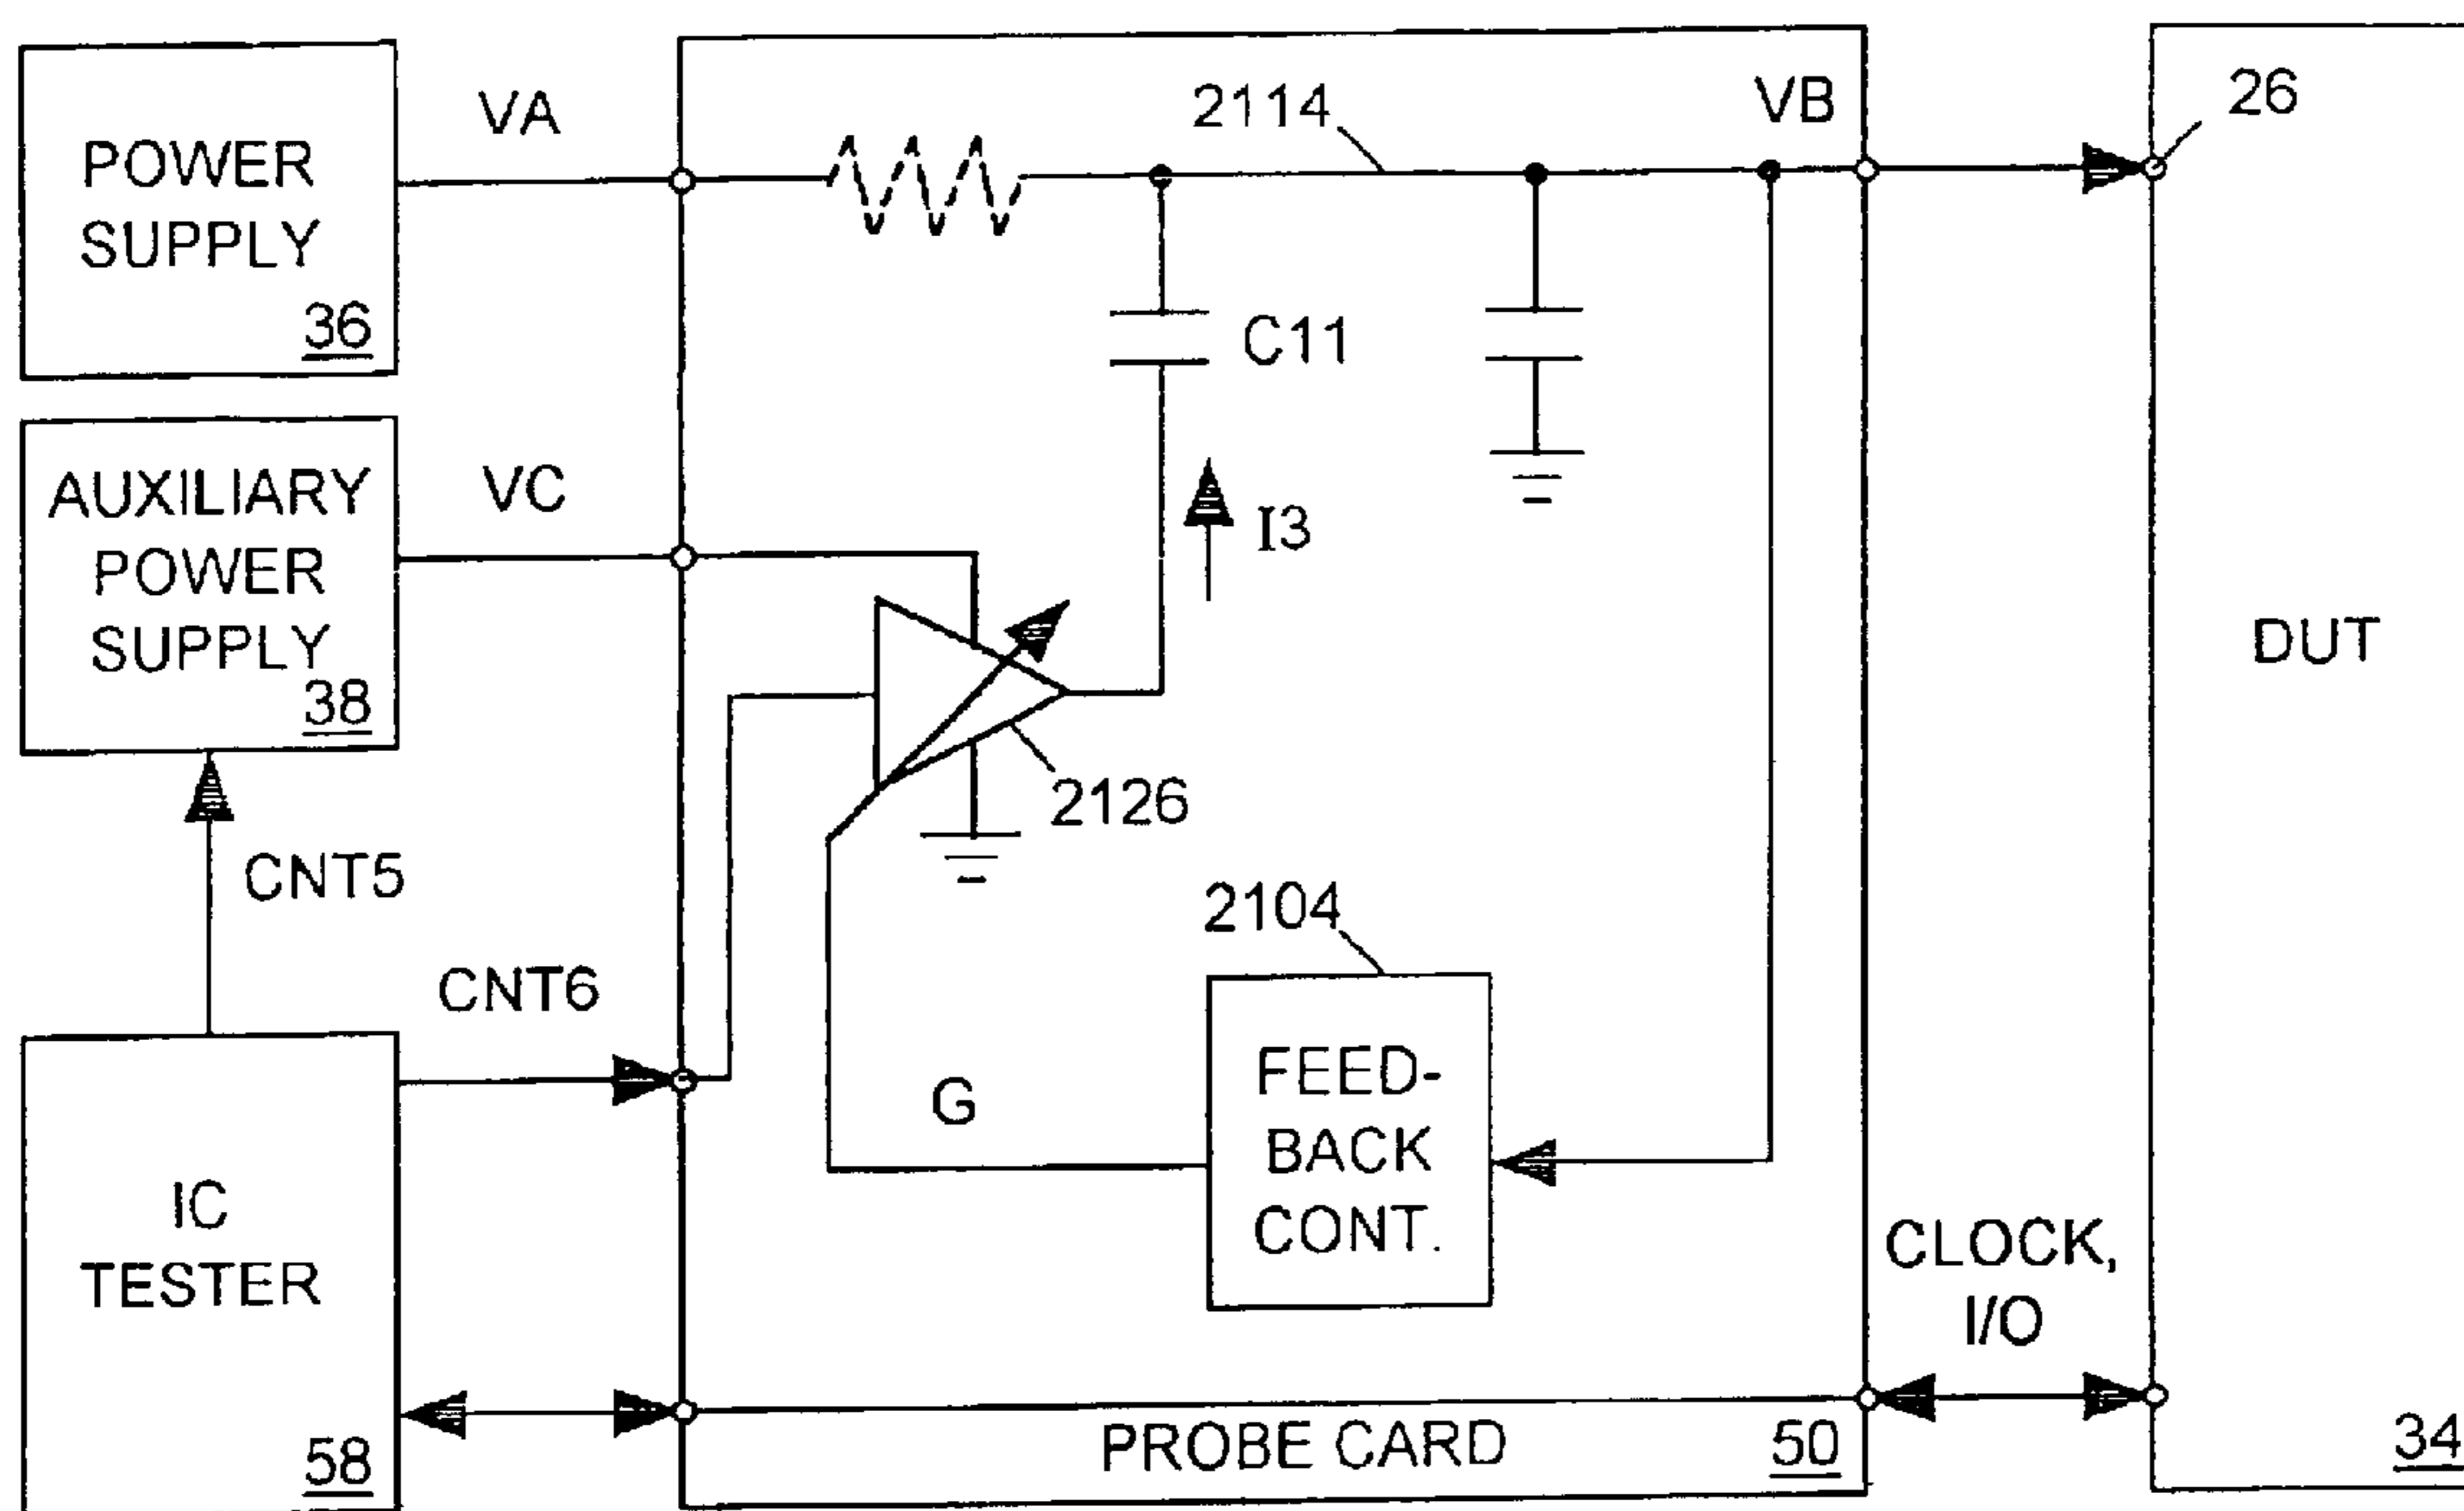 POWER
SUPPLY
36
VA
2114
VB
26
C11
AUXILIARY
POWER
SUPPLY
38
VC
I3
DUT
2126
CNT5
2104
CNT6
FEED-
BACK
CONT.
G
IC
TESTER
58
CLOCK,
I/O
PROBE CARD
50
34